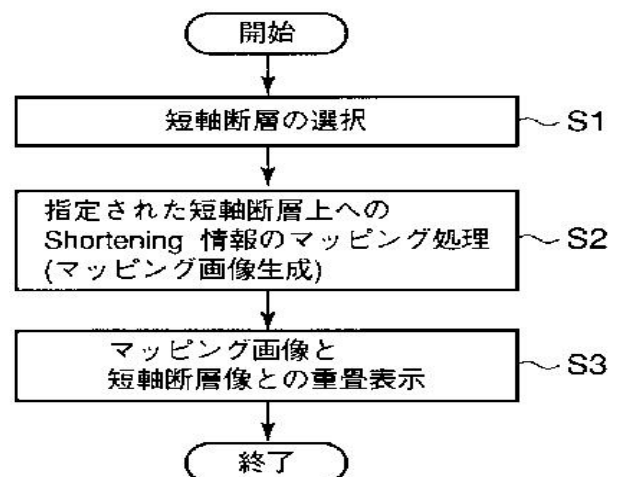 開始
短軸断層の選択
S1
指定された短軸断層上への
Shortening 情報のマッピング処理
(マッピング画像生成)
S2
マッピング画像と
短軸断層像との重畳表示
S3
終了